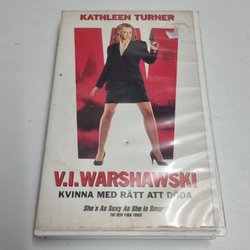 KATHLEEN TURNER
V.I. WARSHAWSKI
KVINNA MED RÄTT ATT DÖDA
She's As Sexy As She Is Smart
THE NEW YORK TIMES